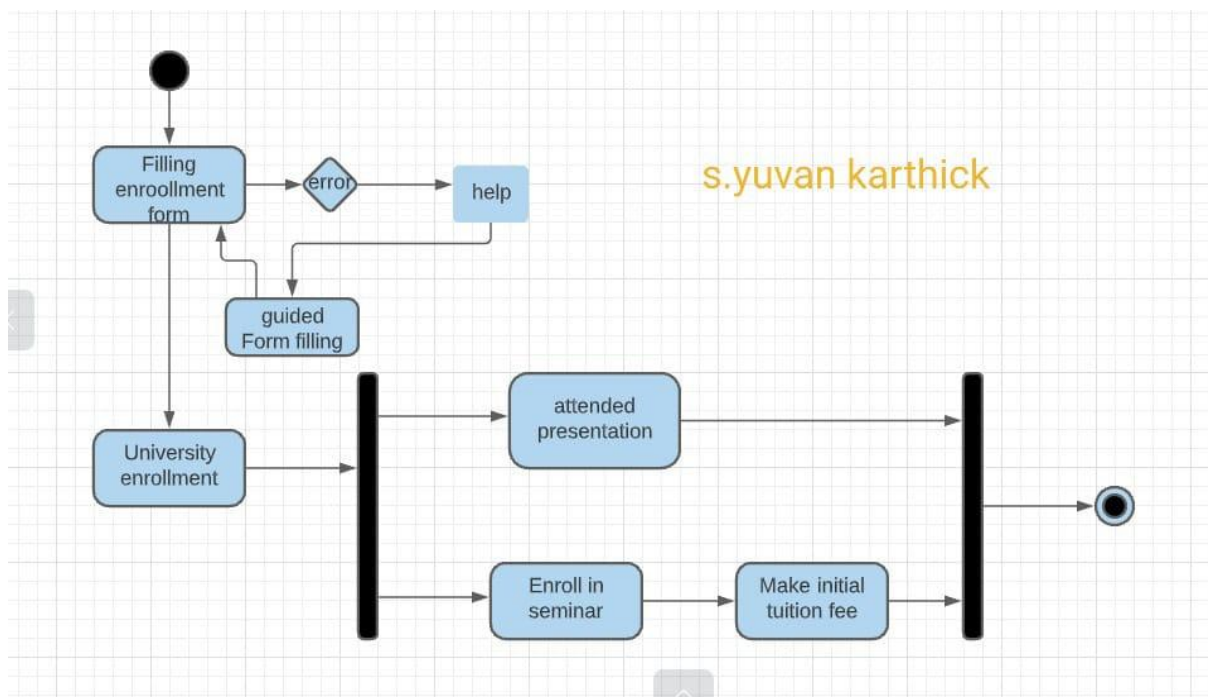 Filling
enroollment
form
error
help
s.yuvan karthick
guided
Form filling
attended
presentation
University
enrollment
Enroll in
seminar
Make initial
tuition fee